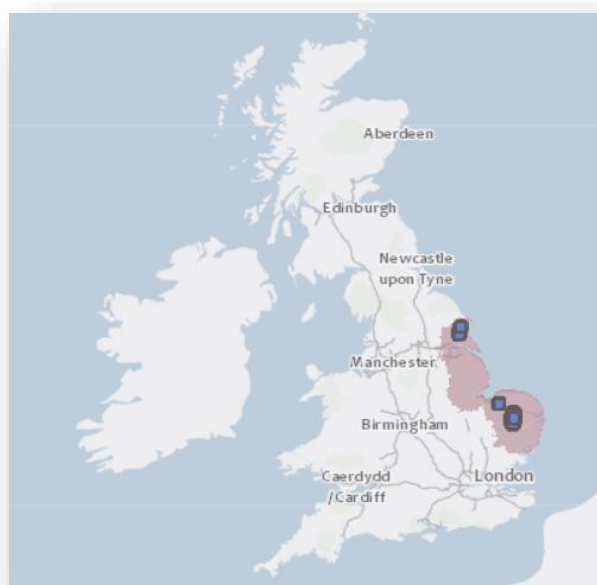 Aberdeen
Edinburgh
Newcastle
upon Tyne
Manchester
Birmingham
Caerdydd
/Cardiff
London